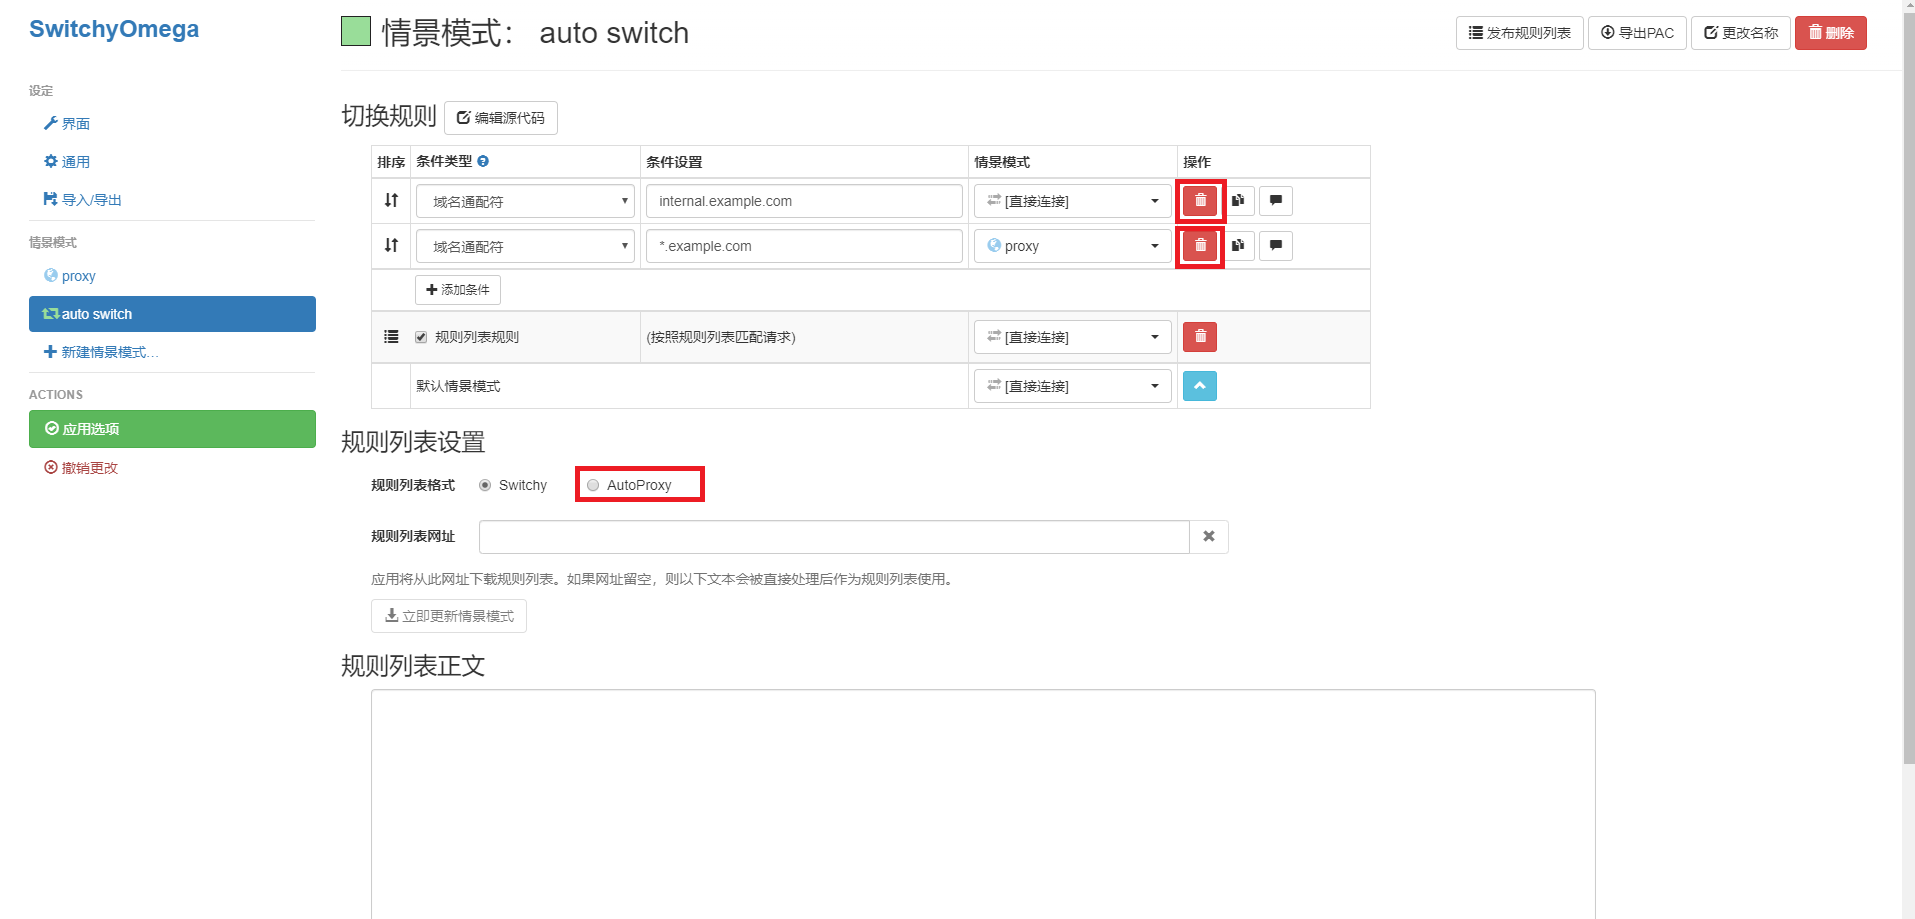 SwitchyOmega
设定
界面
通用
导入/导出
情景模式
proxy
auto switch
新建情景模式…
ACTIONS
应用选项
撤销更改
情景模式： auto switch
发布规则列表 导出PAC 更改名称 删除
切换规则 编辑源代码
排序 条件类型 条件设置 情景模式 操作
域名通配符 internal.example.com [直接连接]
域名通配符 *.example.com proxy
添加条件
规则列表规则 (按照规则列表匹配请求) [直接连接]
默认情景模式 [直接连接]
规则列表设置
规则列表格式 Switchy AutoProxy
规则列表网址
应用将从此网址下载规则列表。如果网址留空，则以下文本会被直接处理后作为规则列表使用。
立即更新情景模式
规则列表正文